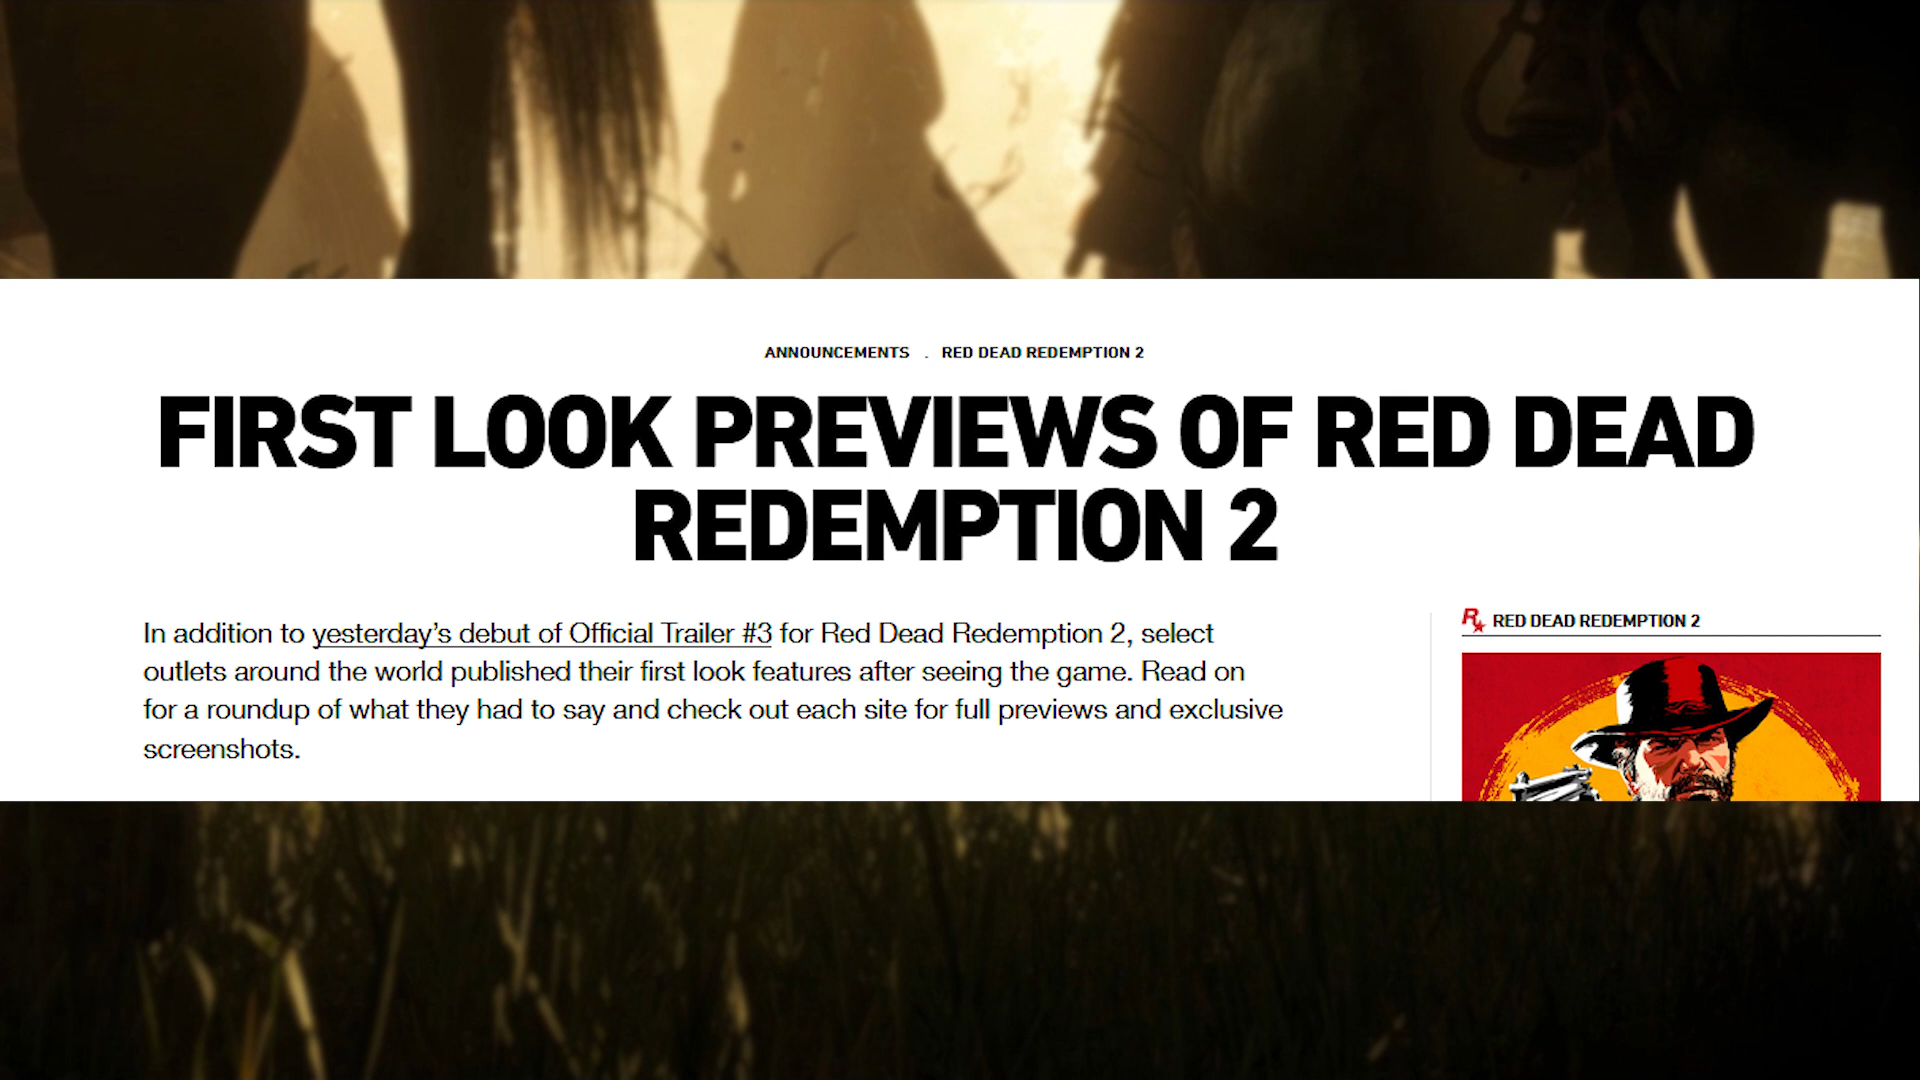 ANNOUNCEMENTS . RED DEAD REDEMPTION 2
FIRST LOOK PREVIEWS OF RED DEAD
REDEMPTION 2
In addition to yesterday’s debut of Official Trailer #3 for Red Dead Redemption 2, select
outlets around the world published their first look features after seeing the game. Read on
for a roundup of what they had to say and check out each site for full previews and exclusive
screenshots.
R RED DEAD REDEMPTION 2